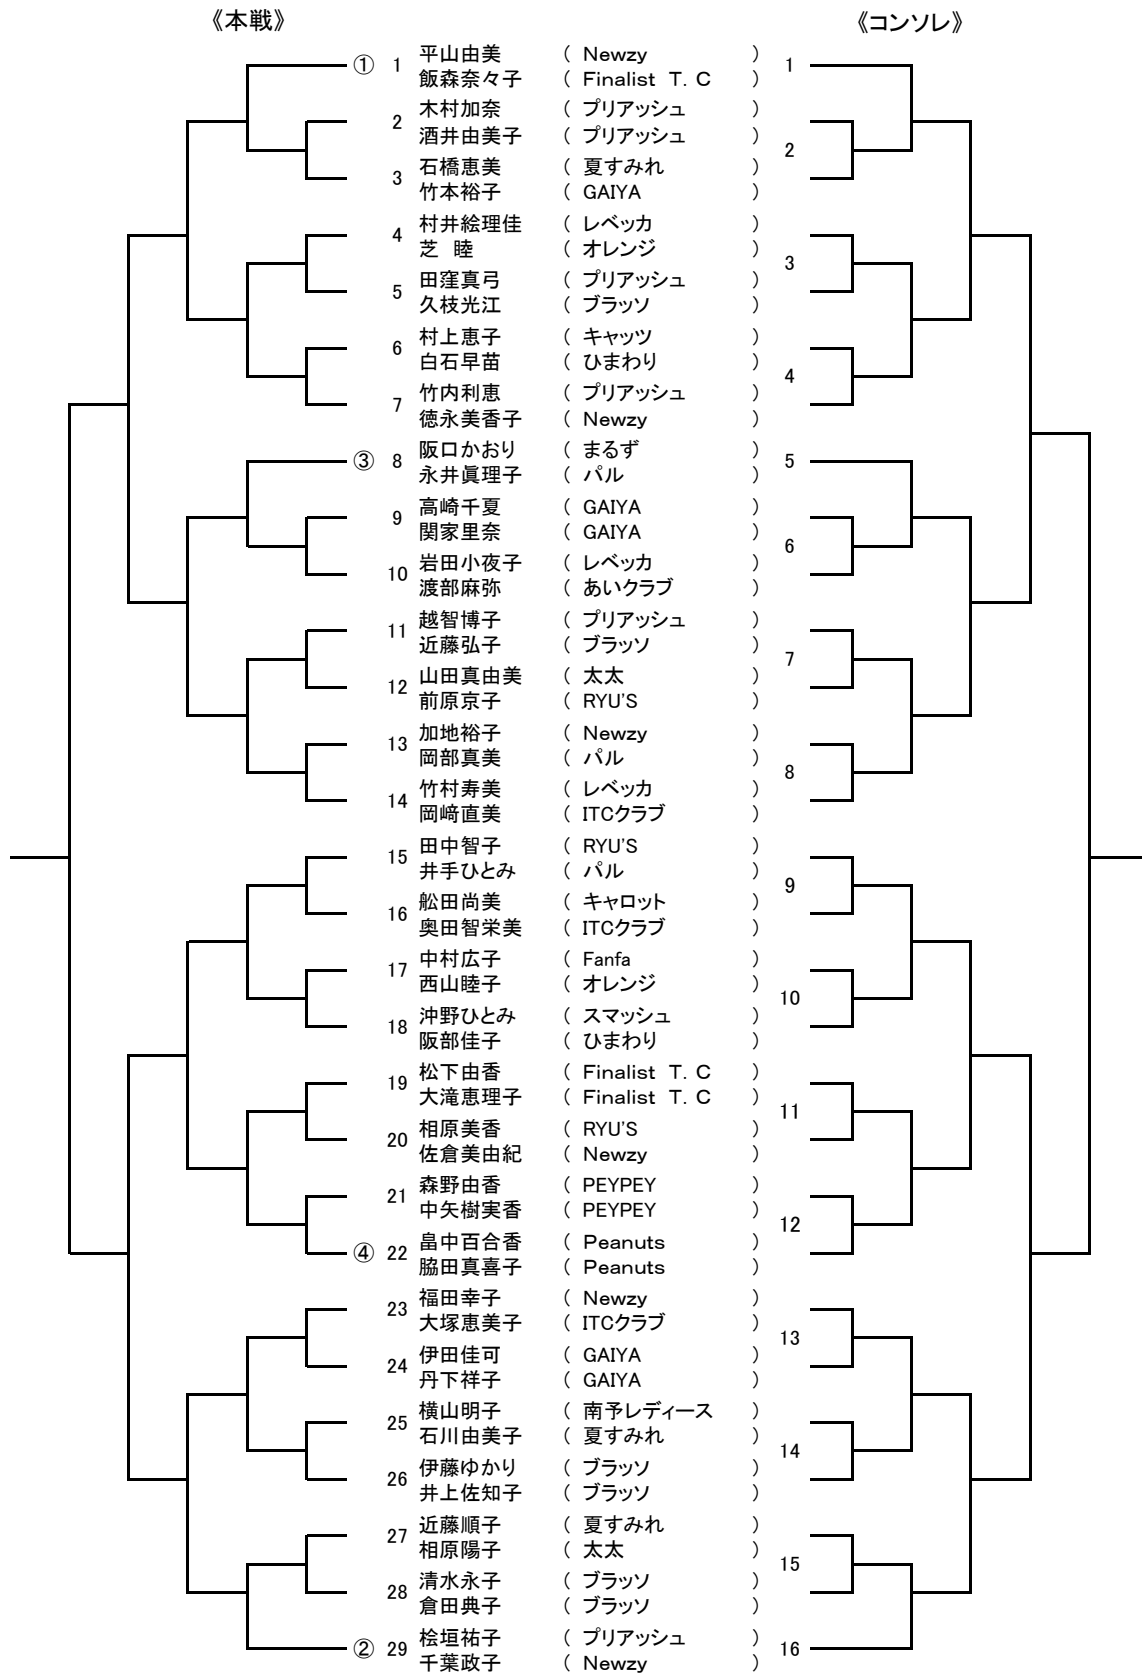 《本戦》 《コンソレ》
① 1 平山由美 ( Newzy ) 1
飯森奈々子 ( Finalist T. C )
2 木村加奈 ( プリアッシュ )
酒井由美子 ( プリアッシュ ) 2
3 石橋恵美 ( 夏すみれ )
竹本裕子 ( GAIYA )
4 村井絵理佳 ( レベッカ )
芝 睦 ( オレンジ ) 3
5 田窪真弓 ( プリアッシュ )
久枝光江 ( ブラッソ )
6 村上恵子 ( キャッツ )
白石早苗 ( ひまわり ) 4
7 竹内利恵 ( プリアッシュ )
徳永美香子 ( Newzy )
③ 8 阪口かおり ( まるず ) 5
永井眞理子 ( パル )
9 高崎千夏 ( GAIYA )
関家里奈 ( GAIYA ) 6
10 岩田小夜子 ( レベッカ )
渡部麻弥 ( あいクラブ )
11 越智博子 ( プリアッシュ )
近藤弘子 ( ブラッソ ) 7
12 山田真由美 ( 太太 )
前原京子 ( RYU'S )
13 加地裕子 ( Newzy )
岡部真美 ( パル ) 8
14 竹村寿美 ( レベッカ )
岡﨑直美 ( ITCクラブ )
15 田中智子 ( RYU'S )
井手ひとみ ( パル ) 9
16 舩田尚美 ( キャロット )
奥田智栄美 ( ITCクラブ )
17 中村広子 ( Fanfa )
西山睦子 ( オレンジ ) 10
18 沖野ひとみ ( スマッシュ )
阪部佳子 ( ひまわり )
19 松下由香 ( Finalist T. C )
大滝恵理子 ( Finalist T. C ) 11
20 相原美香 ( RYU'S )
佐倉美由紀 ( Newzy )
21 森野由香 ( PEYPEY )
中矢樹実香 ( PEYPEY ) 12
④ 22 畠中百合香 ( Peanuts )
脇田真喜子 ( Peanuts )
23 福田幸子 ( Newzy )
大塚恵美子 ( ITCクラブ ) 13
24 伊田佳可 ( GAIYA )
丹下祥子 ( GAIYA )
25 横山明子 ( 南予レディース )
石川由美子 ( 夏すみれ ) 14
26 伊藤ゆかり ( ブラッソ )
井上佐知子 ( ブラッソ )
27 近藤順子 ( 夏すみれ )
相原陽子 ( 太太 ) 15
28 清水永子 ( ブラッソ )
倉田典子 ( ブラッソ )
② 29 桧垣祐子 ( プリアッシュ ) 16
千葉政子 ( Newzy )